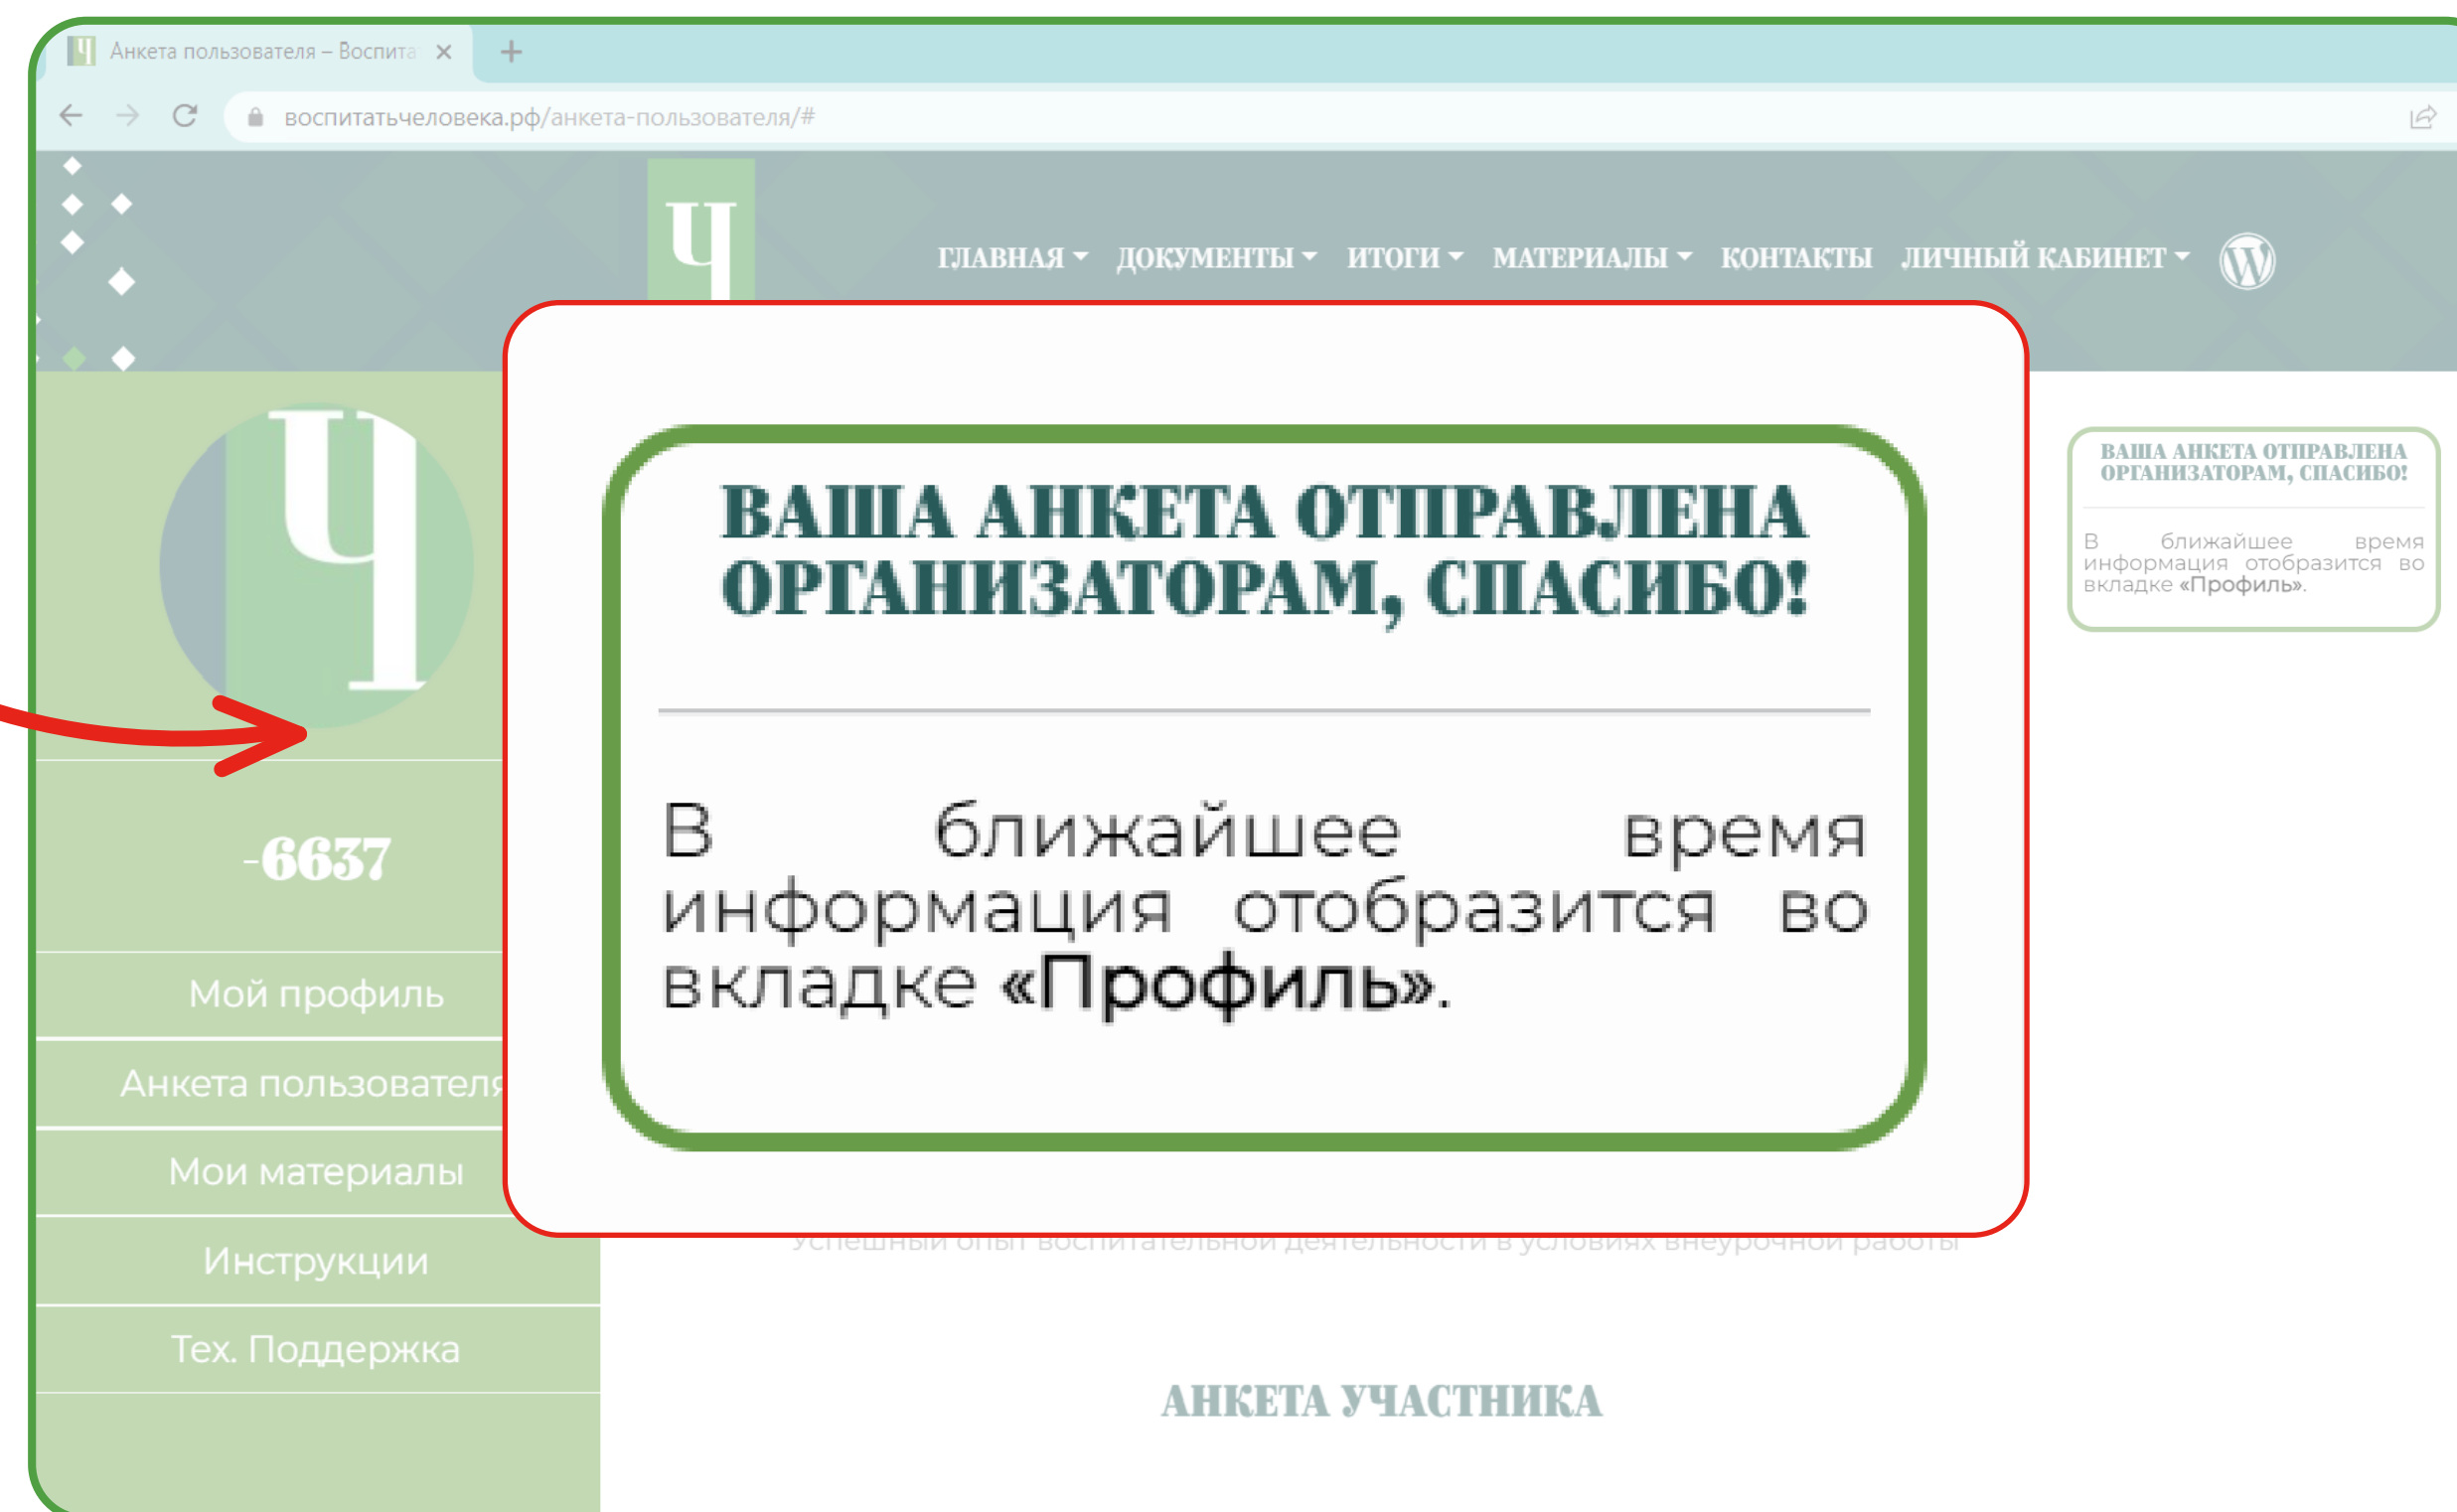 Анкета пользователя – Воспита
воспитатьчеловека.рф/анкета-пользователя/#
Ч
ГЛАВНАЯ ДОКУМЕНТЫ ИТОГИ МАТЕРИАЛЫ КОНТАКТЫ ЛИЧНЫЙ КАБИНЕТ
Ч
-6637
Мой профиль
Анкета пользователя
Мои материалы
Инструкции
Тех. Поддержка
ВАША АНКЕТА ОТПРАВЛЕНА
ОРГАНИЗАТОРАМ, СПАСИБО!
В ближайшее время
информация отобразится во
вкладке «Профиль».
ВАША АНКЕТА ОТПРАВЛЕНА
ОРГАНИЗАТОРАМ, СПАСИБО!
В ближайшее время
информация отобразится во
вкладке «Профиль».
Успешный опыт воспитательной деятельности в условиях внеурочной работы
АНКЕТА УЧАСТНИКА